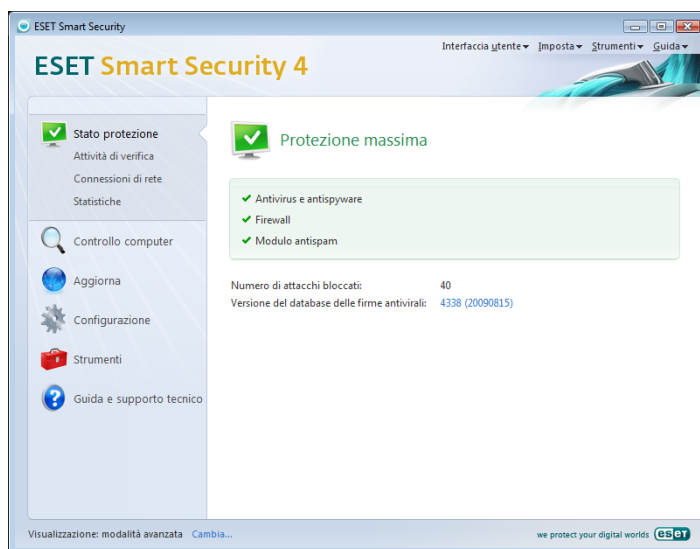 ESET Smart Security
Interfaccia utente Imposta Strumenti Guida
ESET Smart Security 4
Stato protezione
Attività di verifica
Connessioni di rete
Statistiche
Controllo computer
Aggiorna
Configurazione
Strumenti
Guida e supporto tecnico
Protezione massima
Antivirus e antispyware
Firewall
Modulo antispam
Numero di attacchi bloccati: 40
Versione del database delle firme antivirali: 4338 (20090815)
Visualizzazione: modalità avanzata Cambia...
we protect your digital worlds eseT